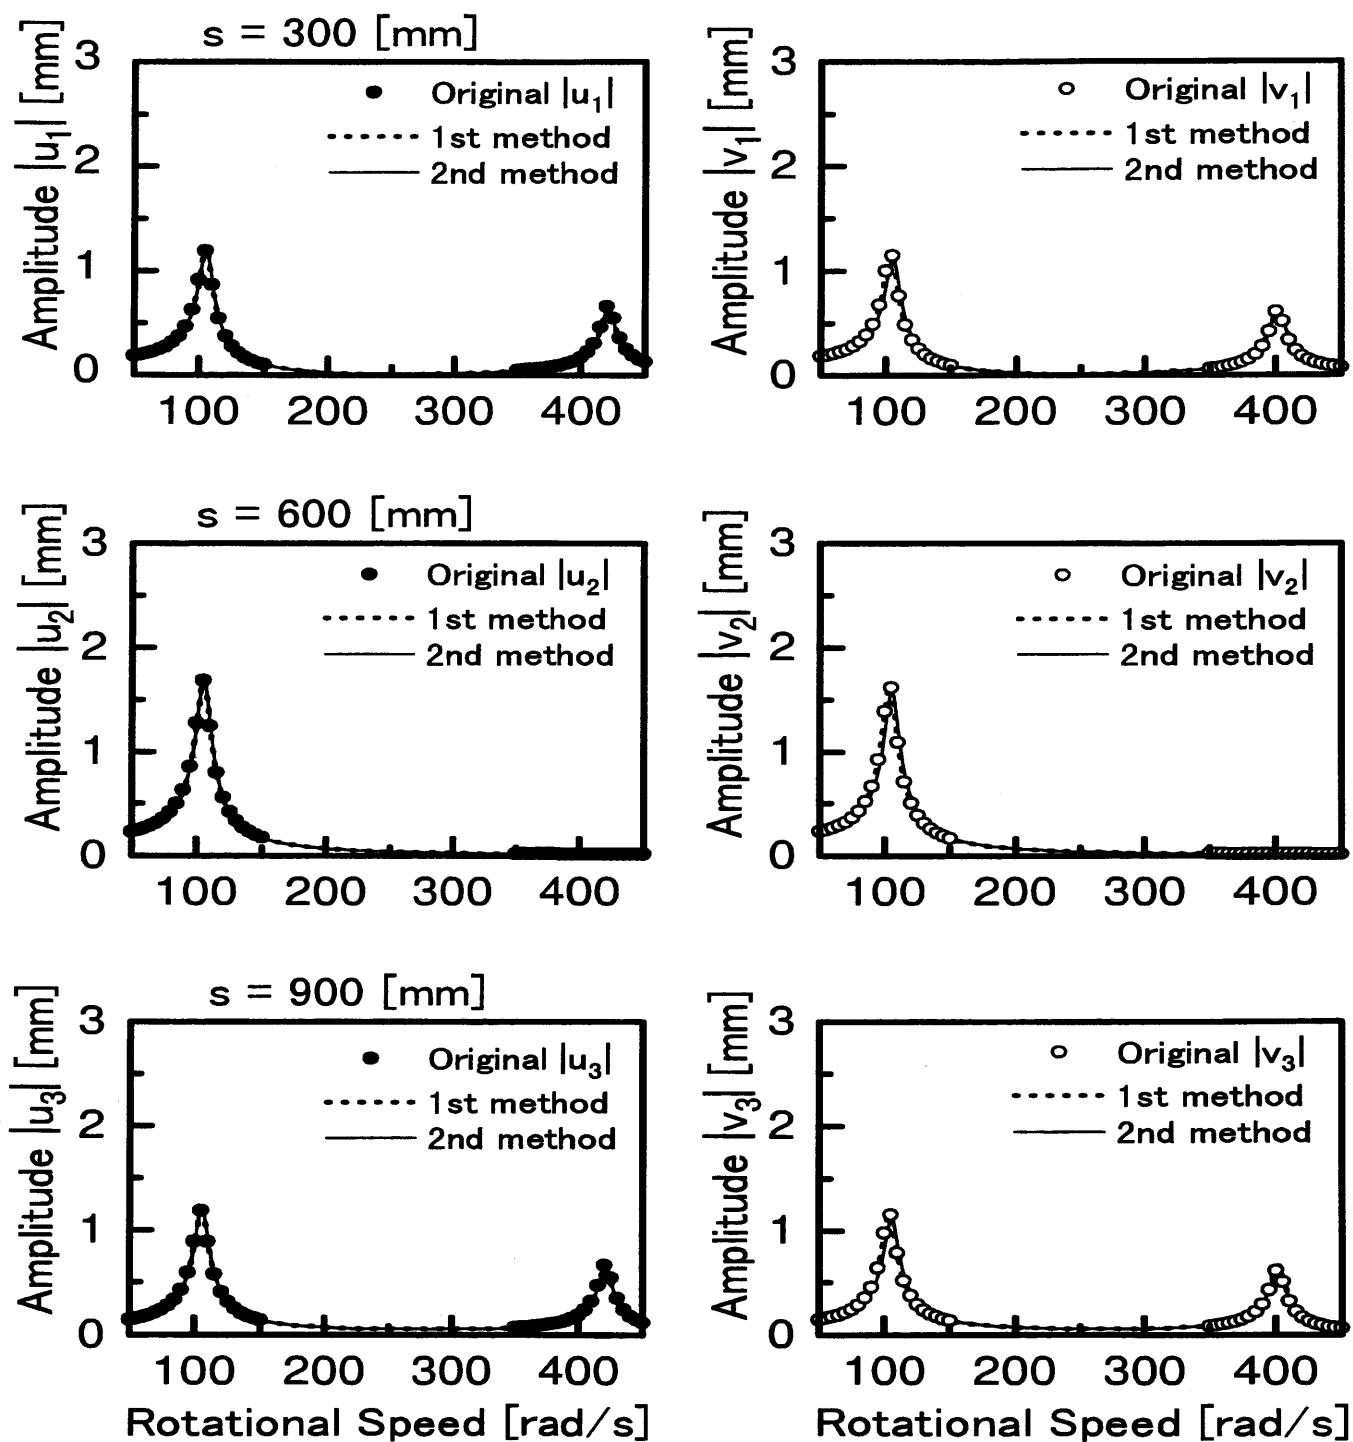 s = 300 [mm]
Amplitude |u1| [mm]
3
2
1
0
Original |u1|
1st method
2nd method
100 200 300 400
Amplitude |v1| [mm]
3
2
1
0
Original |v1|
1st method
2nd method
100 200 300 400
s = 600 [mm]
Amplitude |u2| [mm]
3
2
1
0
Original |u2|
1st method
2nd method
100 200 300 400
Amplitude |v2| [mm]
3
2
1
0
Original |v2|
1st method
2nd method
100 200 300 400
s = 900 [mm]
Amplitude |u3| [mm]
3
2
1
0
Original |u3|
1st method
2nd method
100 200 300 400
Rotational Speed [rad/s]
Amplitude |v3| [mm]
3
2
1
0
Original |v3|
1st method
2nd method
100 200 300 400
Rotational Speed [rad/s]